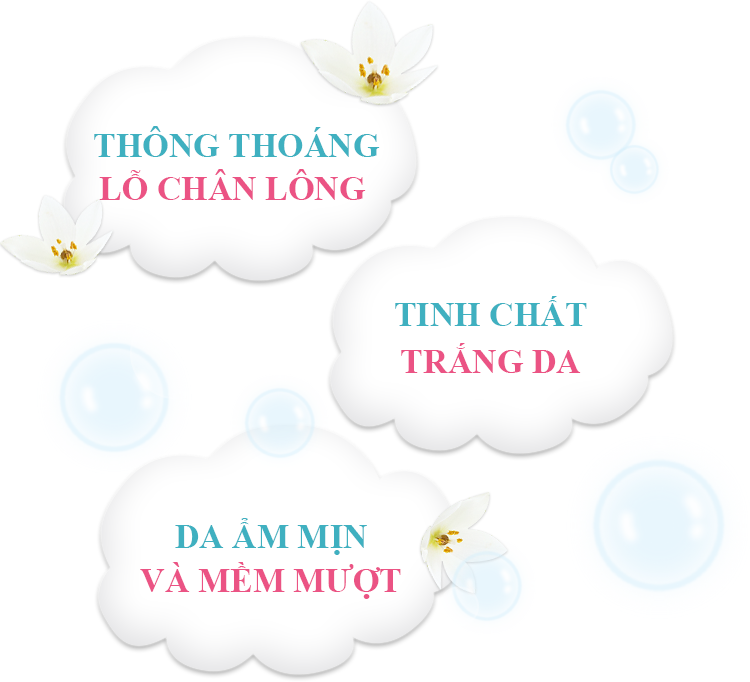 THÔNG THOÁNG
LỖ CHÂN LÔNG
TINH CHẤT
TRẮNG DA
DA ẨM MỊN
VÀ MỀM MƯỢT